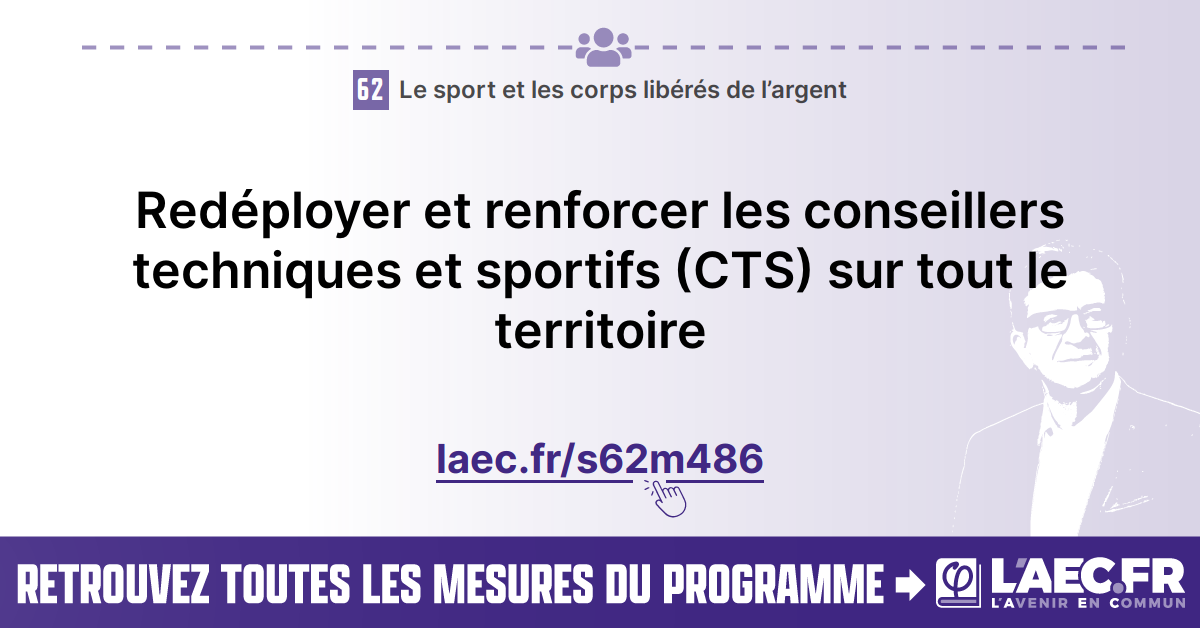 62 Le sport et les corps libérés de l’argent
Redéployer et renforcer les conseillers
techniques et sportifs (CTS) sur tout le
territoire
laec.fr/s62m486
RETROUVEZ TOUTES LES MESURES DU PROGRAMME
L'AEC.FR
L'AVENIR EN COMMUN